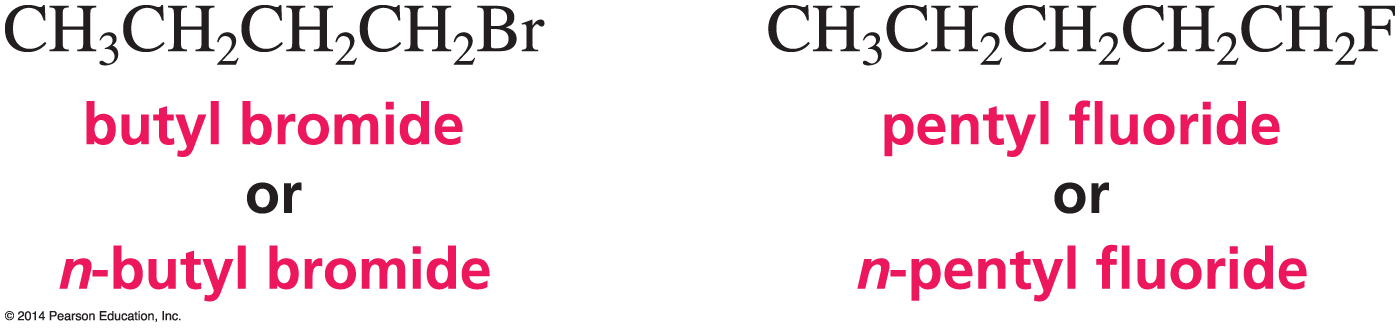 CH₃CH₂CH₂CH₂Br
butyl bromide
or
n-butyl bromide
CH₃CH₂CH₂CH₂CH₂F
pentyl fluoride
or
n-pentyl fluoride
© 2014 Pearson Education, Inc.